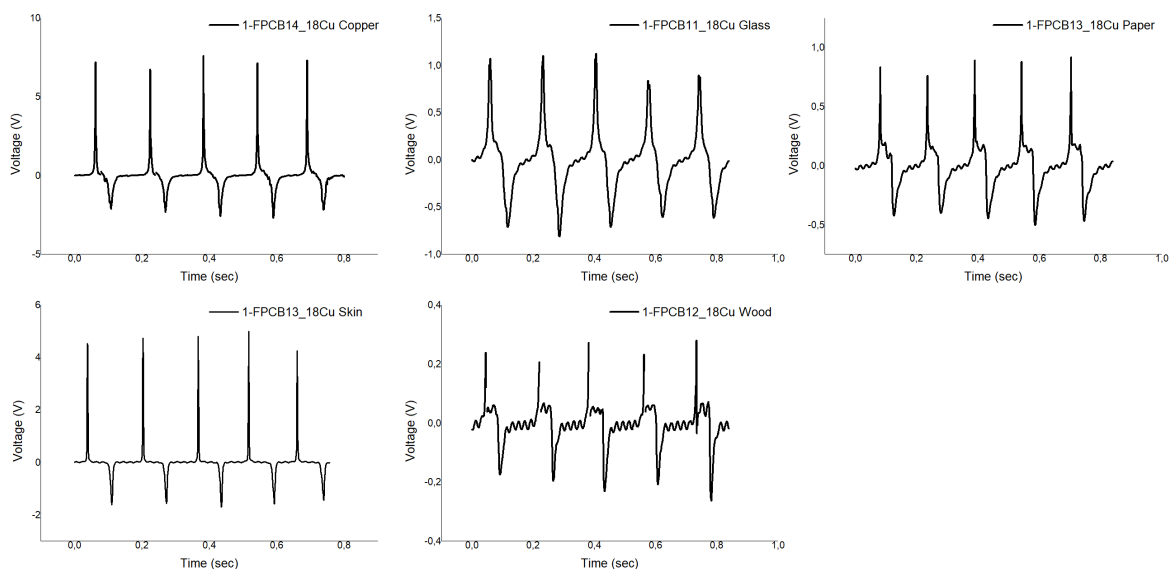 1-FPCB14_18Cu Copper
10
5
0
-5
Voltage (V)
0,0 0,2 0,4 0,6 0,8
Time (sec)
1-FPCB11_18Cu Glass
1,5
1,0
0,5
0,0
-0,5
-1,0
Voltage (V)
0,0 0,2 0,4 0,6 0,8 1,0
Time (sec)
1-FPCB13_18Cu Paper
1,0
0,5
0,0
-0,5
Voltage (V)
0,0 0,2 0,4 0,6 0,8 1,0
Time (sec)
1-FPCB13_18Cu Skin
6
4
2
0
-2
Voltage (V)
0,0 0,2 0,4 0,6 0,8
Time (sec)
1-FPCB12_18Cu Wood
0,4
0,2
0,0
-0,2
-0,4
Voltage (V)
0,0 0,2 0,4 0,6 0,8 1,0
Time (sec)